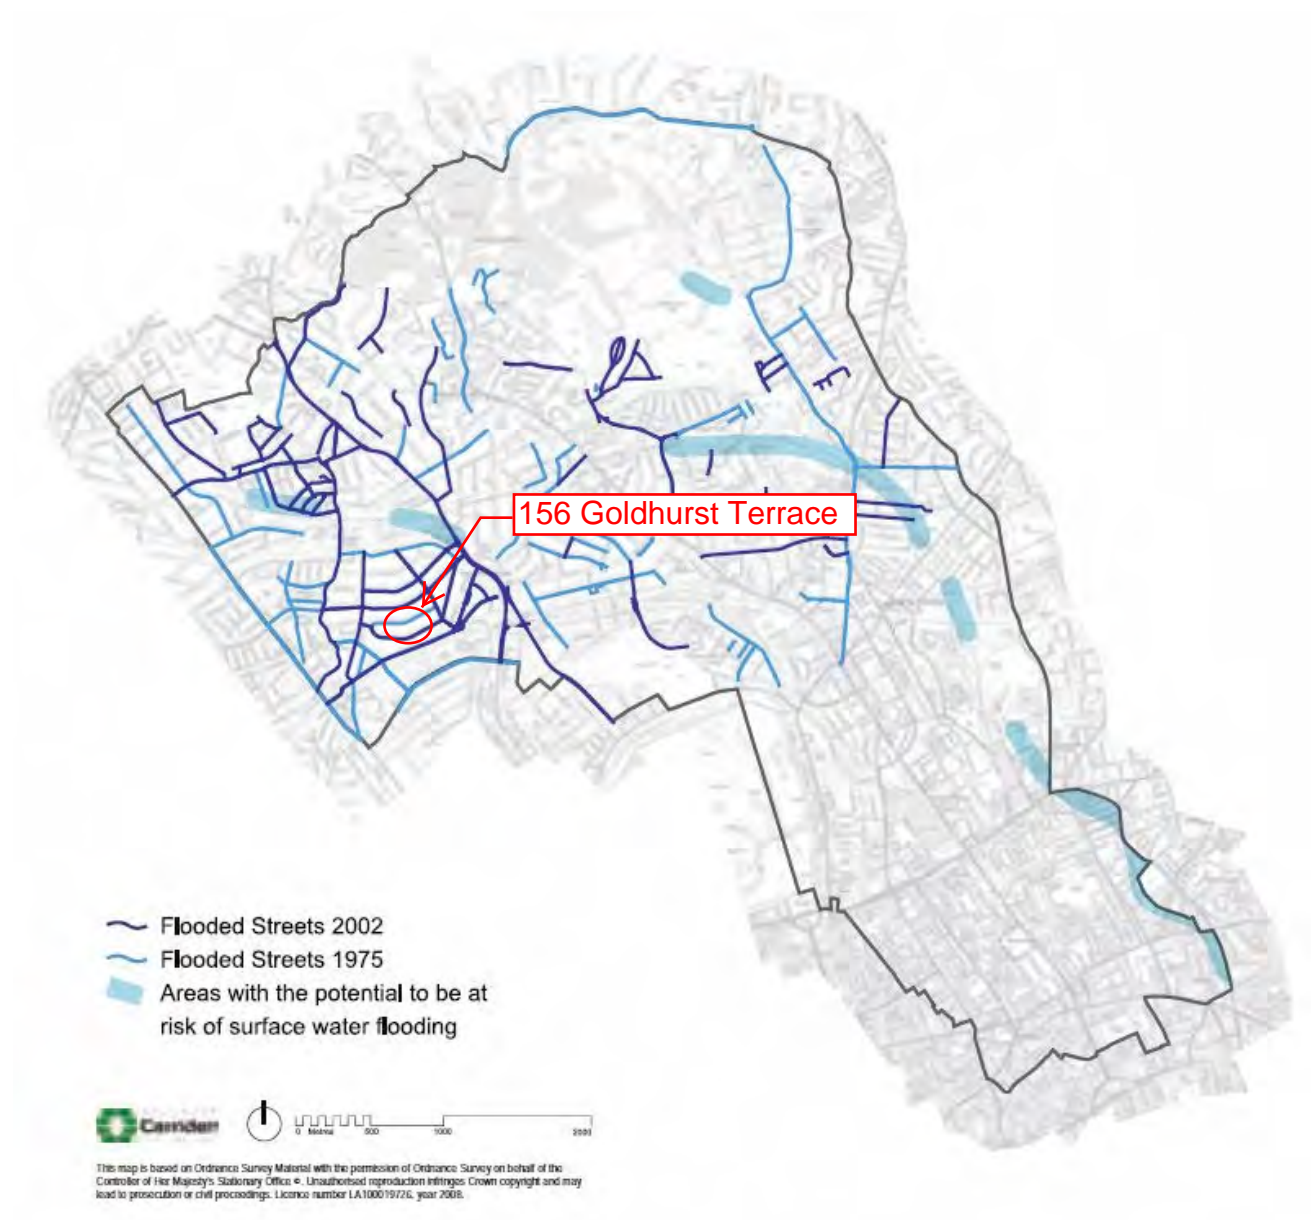 156 Goldhurst Terrace
Flooded Streets 2002
Flooded Streets 1975
Areas with the potential to be at
risk of surface water flooding
Camden
0 Metres 500 1000 2000
This map is based on Ordnance Survey Material with the permission of Ordnance Survey on behalf of the
Controller of Her Majesty's Stationary Office ©. Unauthorised reproduction infringes Crown copyright and may
lead to prosecution or civil proceedings. Licence number LA100019726, year 2008.